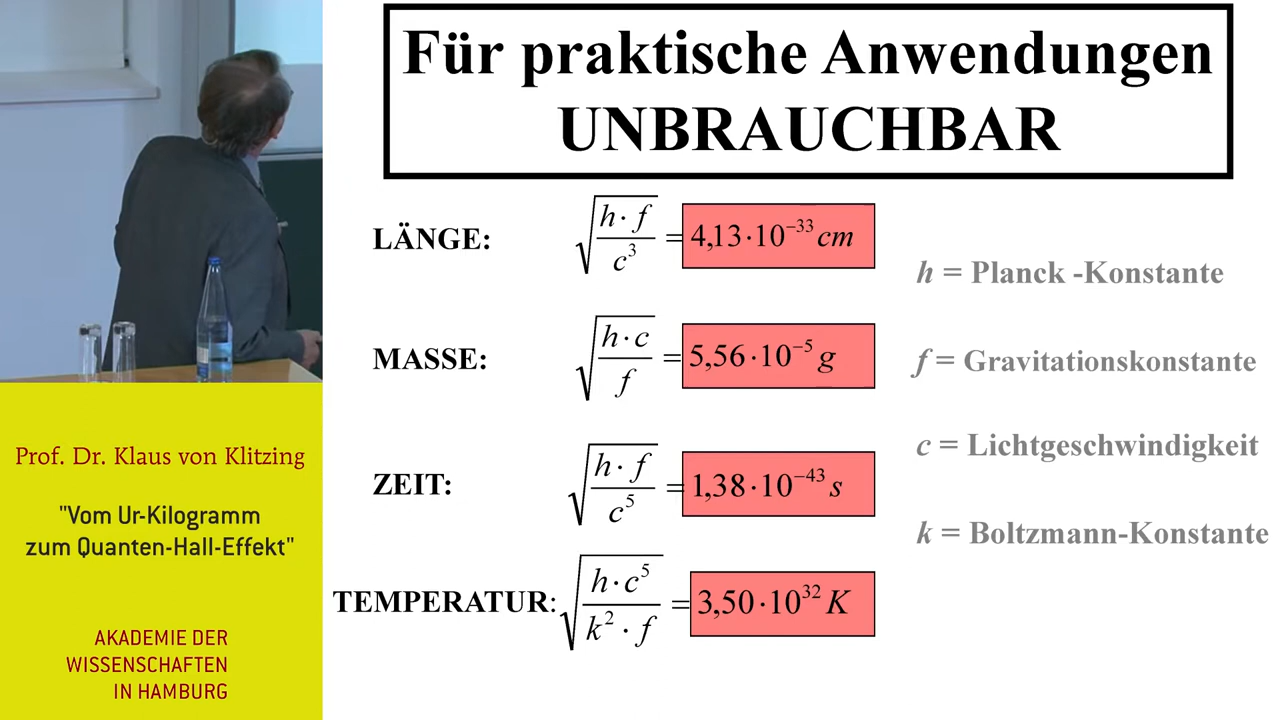 Für praktische Anwendungen
UNBRAUCHBAR
LÄNGE: √(h · f / c³) = 4,13·10⁻³³ cm
MASSE: √(h · c / f) = 5,56·10⁻⁵ g
ZEIT: √(h · f / c⁵) = 1,38·10⁻⁴³ s
TEMPERATUR: √(h · c⁵ / k² · f) = 3,50·10³² K
h = Planck -Konstante
f = Gravitationskonstante
c = Lichtgeschwindigkeit
k = Boltzmann-Konstante
Prof. Dr. Klaus von Klitzing
"Vom Ur-Kilogramm
zum Quanten-Hall-Effekt"
AKADEMIE DER
WISSENSCHAFTEN
IN HAMBURG